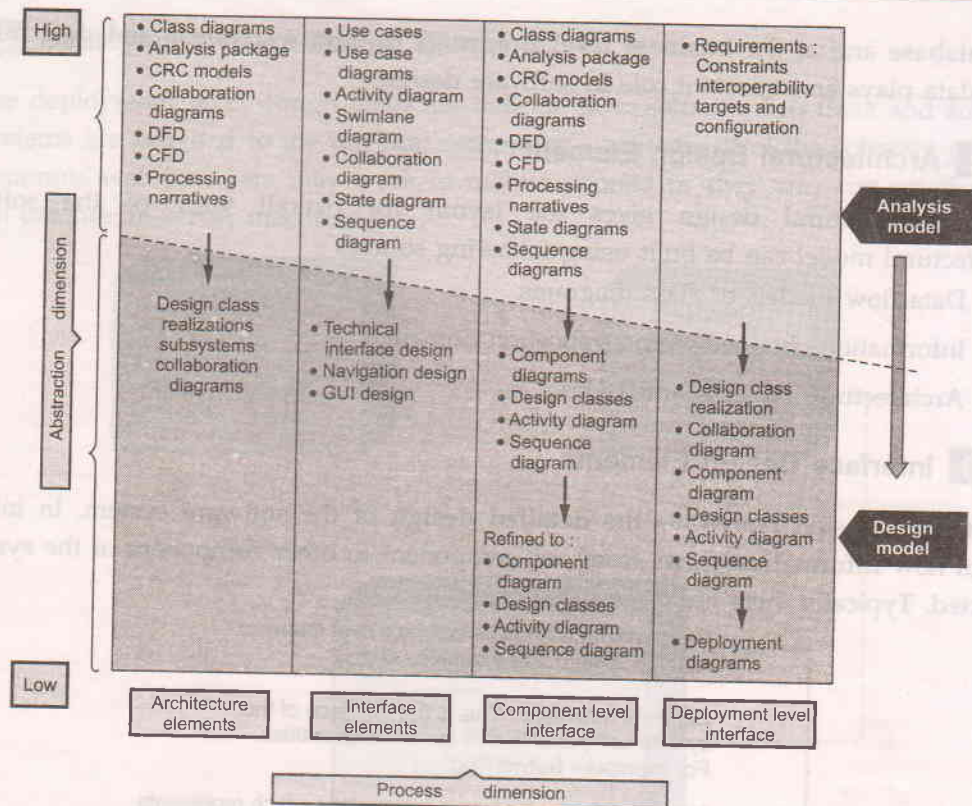 High
• Class diagrams
• Analysis package
• CRC models
• Collaboration
diagrams
• DFD
• CFD
• Processing
narratives
Design class
realizations
subsystems
collaboration
diagrams
• Use cases
• Use case
diagrams
• Activity diagram
• Swimlane
diagram
• Collaboration
diagram
• State diagram
• Sequence
diagram
• Technical
interface design
• Navigation design
• GUI design
• Class diagrams
• Analysis package
• CRC models
• Collaboration
diagrams
• DFD
• CFD
• Processing
narratives
• State diagrams
• Sequence
diagrams
• Component
diagrams
• Design classes
• Activity diagram
• Sequence
diagram
Refined to :
• Component
diagram
• Design classes
• Activity diagram
• Sequence diagram
• Requirements :
Constraints
Interoperability
targets and
configuration
• Design class
realization
• Collaboration
diagram
• Component
diagram
• Design classes
• Activity diagram
• Sequence
diagram
• Deployment
diagrams
Analysis
model
Design
model
Abstraction dimension
Low
Architecture
elements
Interface
elements
Component level
interface
Deployment level
interface
Process dimension